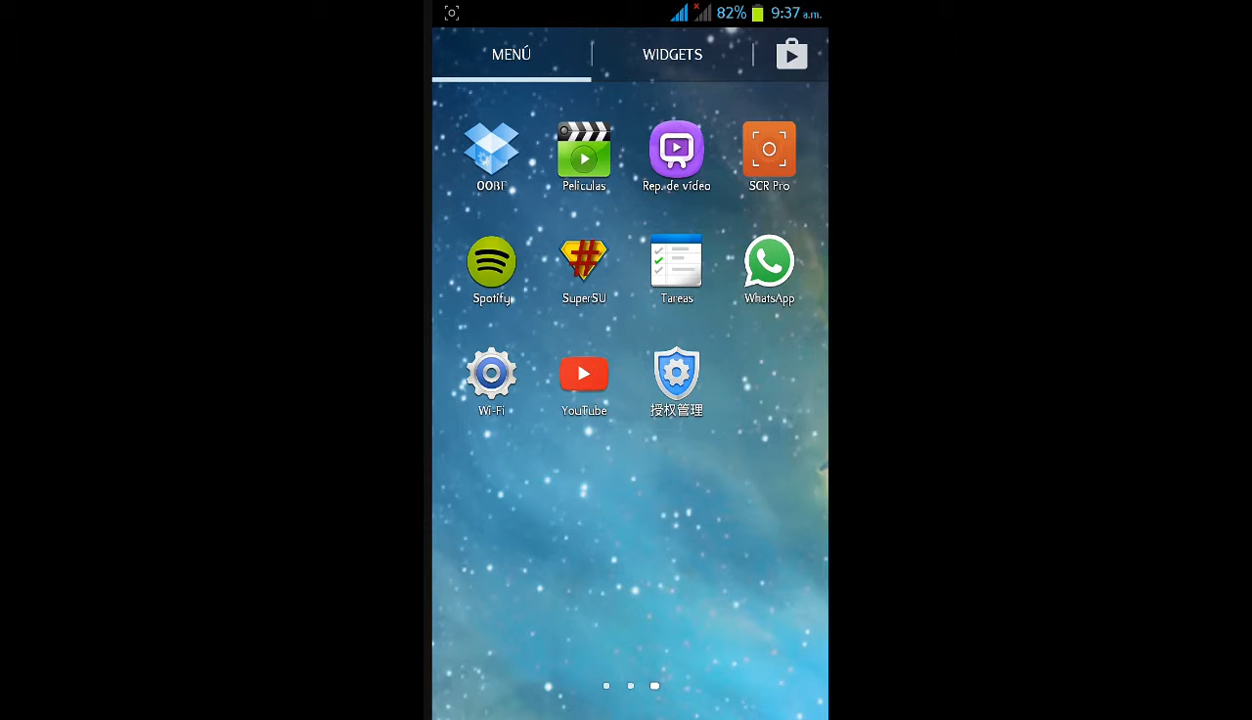 82% 9:37 a.m.
MENÚ WIDGETS
OOBE Películas Rep. de vídeo SCR Pro
Spotify SuperSU Tareas WhatsApp
Wi-Fi YouTube 授权管理